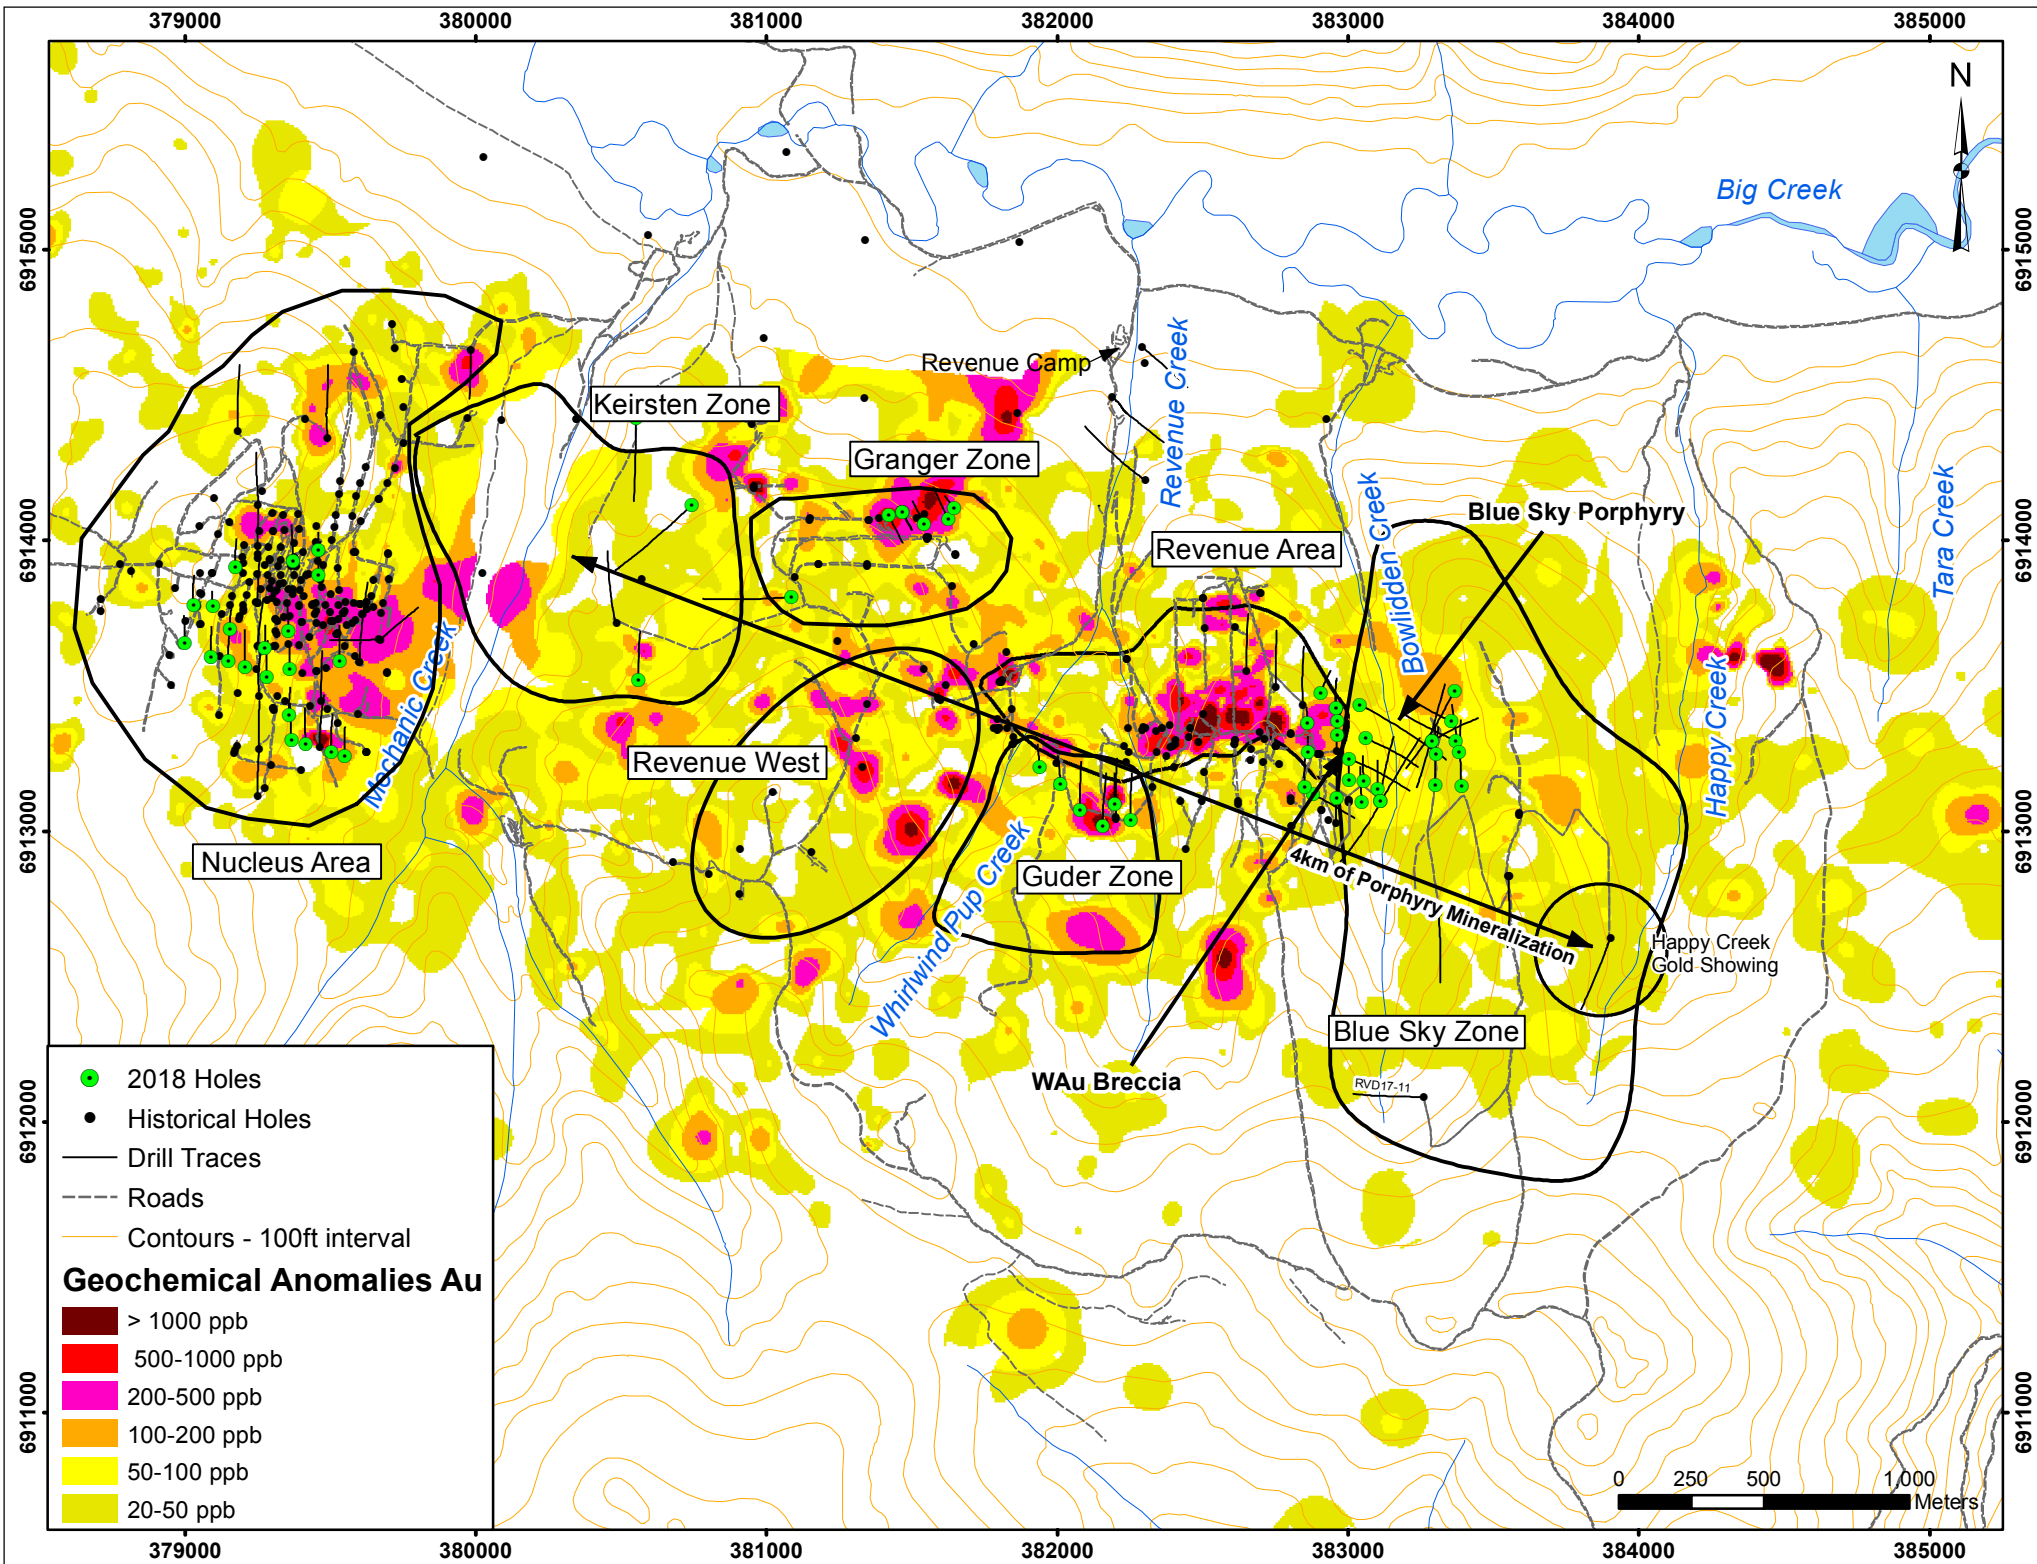 379000 380000 381000 382000 383000 384000 385000
N
Big Creek
6915000
6915000
Revenue Creek
Revenue Camp
Keirsten Zone
Granger Zone
Tara Creek
Bowlidden Creek
Blue Sky Porphyry
6914000
6914000
Revenue Area
Mechanic Creek
Happy Creek
Revenue West
6913000
6913000
Nucleus Area
Whirlwind Pup Creek
Guder Zone
4km of Porphyry Mineralization
Happy Creek
Gold Showing
Blue Sky Zone
WAu Breccia
RVD17-11
6912000
6912000
2018 Holes
Historical Holes
Drill Traces
Roads
Contours - 100ft interval
Geochemical Anomalies Au
> 1000 ppb
500-1000 ppb
200-500 ppb
100-200 ppb
50-100 ppb
20-50 ppb
6911000
6911000
0 250 500 1,000
Meters
379000 380000 381000 382000 383000 384000 385000